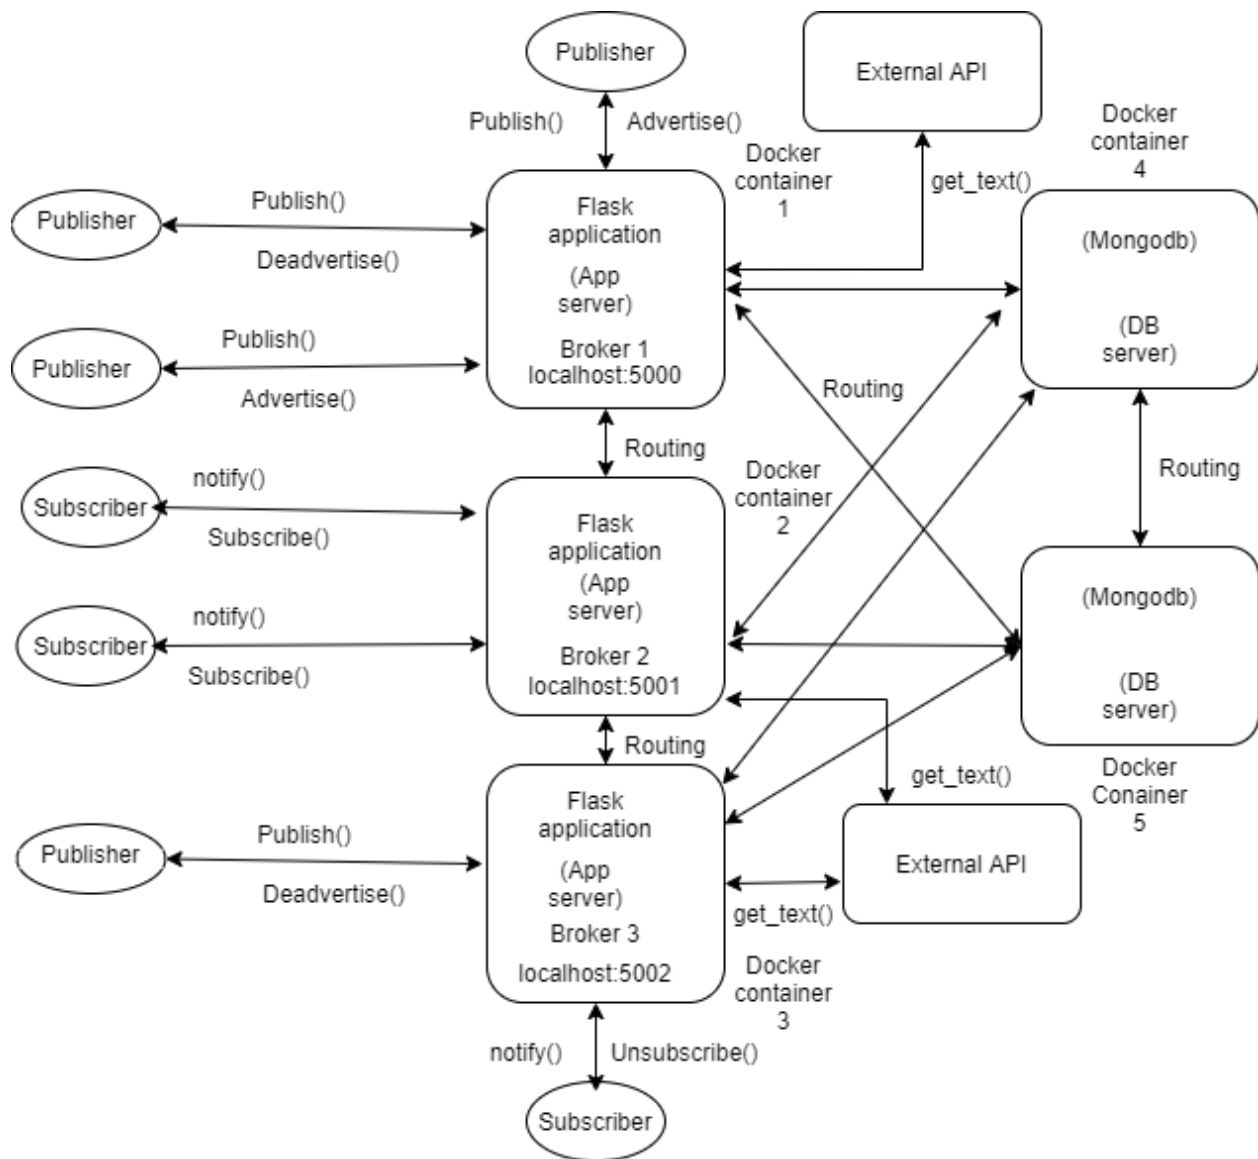 Publisher
External API
Publish()
Advertise()
Docker
container
1
Docker
container
4
get_text()
Publisher
Publish()
Deadvertise()
Flask
application
(App
server)
Broker 1
localhost:5000
(Mongodb)
(DB
server)
Publisher
Publish()
Advertise()
Routing
Routing
Docker
container
2
Routing
Subscriber
notify()
Subscribe()
Flask
application
(App
server)
Broker 2
localhost:5001
(Mongodb)
(DB
server)
Subscriber
notify()
Subscribe()
Routing
get_text()
Docker
Conainer
5
Publisher
Publish()
Deadvertise()
Flask
application
(App
server)
Broker 3
localhost:5002
External API
get_text()
Docker
container
3
notify()
Unsubscribe()
Subscriber